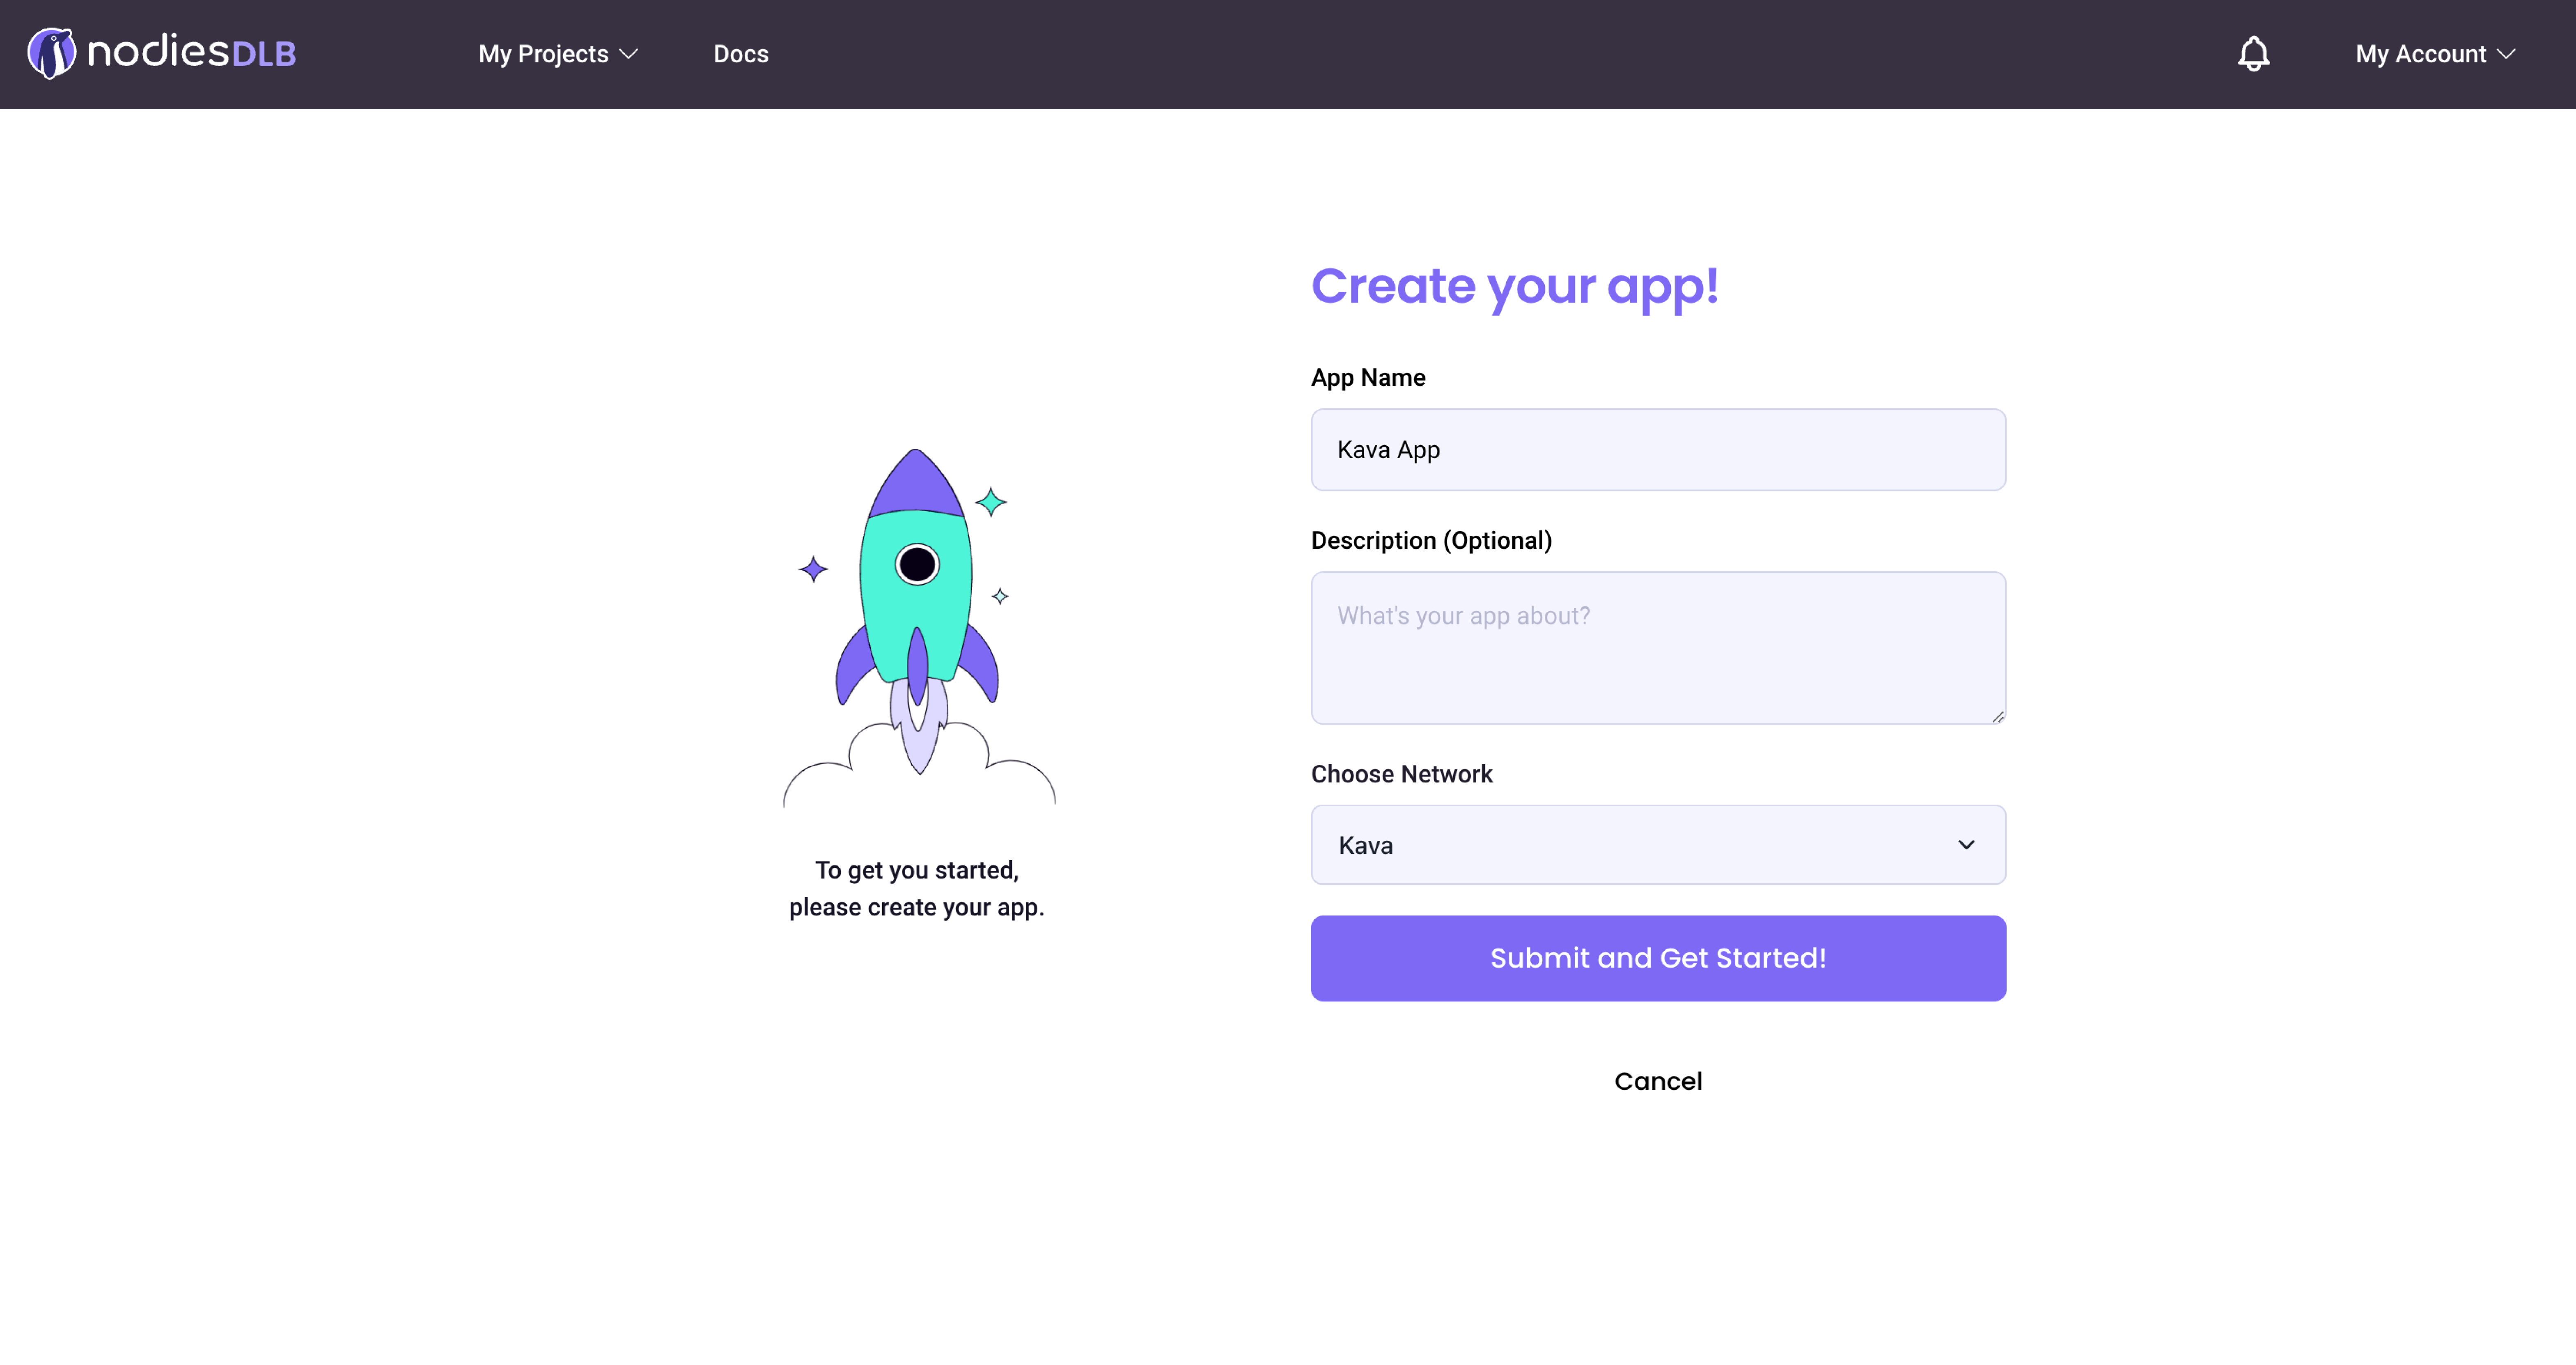 nodiesDLB
My Projects
Docs
My Account
Create your app!
App Name
Kava App
Description (Optional)
What's your app about?
Choose Network
Kava
Submit and Get Started!
Cancel
To get you started,
please create your app.